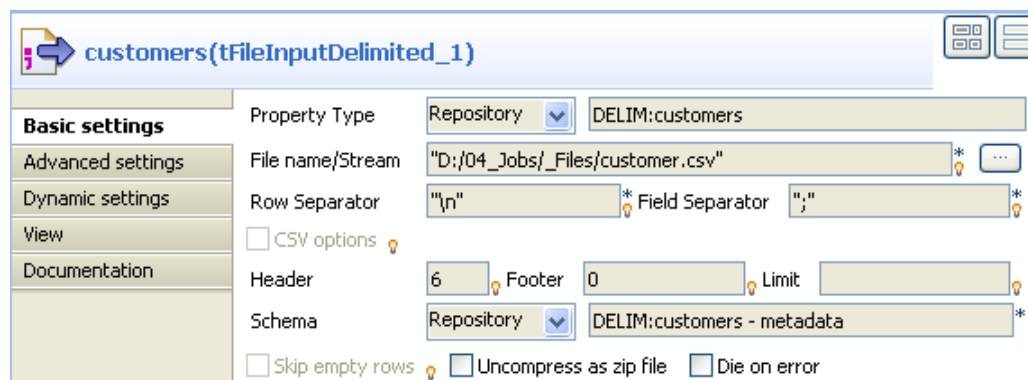 customers(tFileInputDelimited_1)
Basic settings
Advanced settings
Dynamic settings
View
Documentation
Property Type Repository DELIM:customers
File name/Stream "D:/04_Jobs/_Files/customer.csv" * ...
Row Separator "\n" * Field Separator ";" *
CSV options
Header 6 Footer 0 Limit
Schema Repository DELIM:customers - metadata *
Skip empty rows Uncompress as zip file Die on error